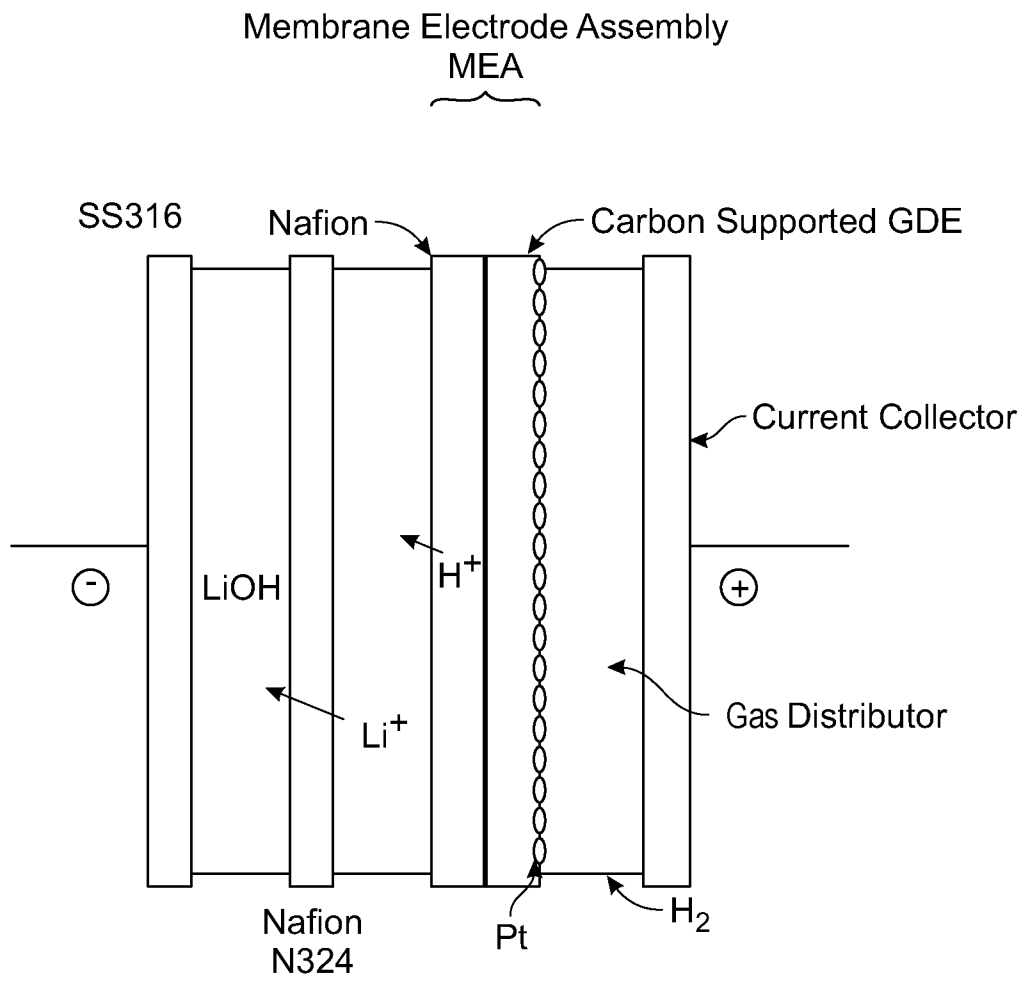 Membrane Electrode Assembly
MEA
SS316
Nafion
Carbon Supported GDE
Current Collector
H⁺
-
LiOH
+
Li⁺
Gas Distributor
H₂
Nafion
N324
Pt